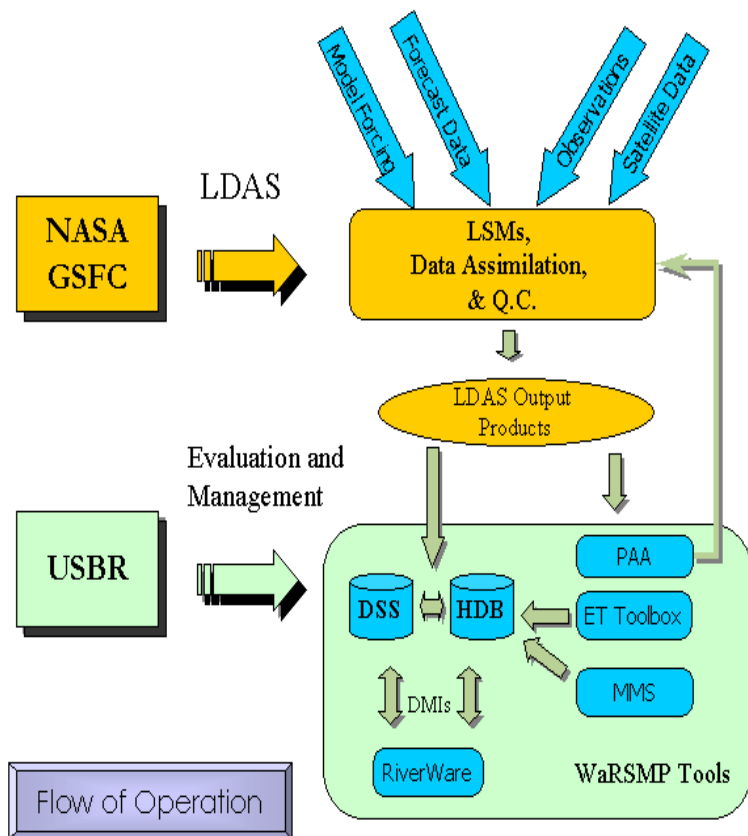 Model Forcing
Forecast Data
Observations
Satellite Data
LDAS
NASA
GSFC
LSMs,
Data Assimilation,
& Q.C.
LDAS Output
Products
Evaluation and
Management
USBR
PAA
DSS
HDB
ET Toolbox
MMS
DMIs
RiverWare
WaRSMP Tools
Flow of Operation